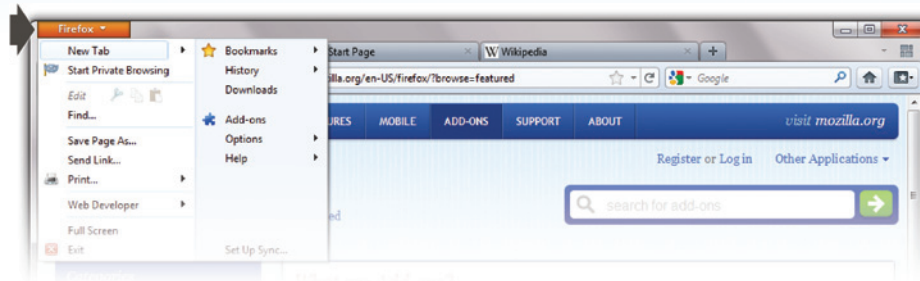 Firefox
New Tab
Start Private Browsing
Edit
Find...
Save Page As...
Send Link...
Print...
Web Developer
Full Screen
Exit
Bookmarks
History
Downloads
Add-ons
Options
Help
Set Up Sync...
Start Page
W Wikipedia
illa.org/en-US/firefox/?browse=featured
Google
URES MOBILE ADD-ONS SUPPORT ABOUT
visit mozilla.org
Register or Log in Other Applications
search for add-ons
ed